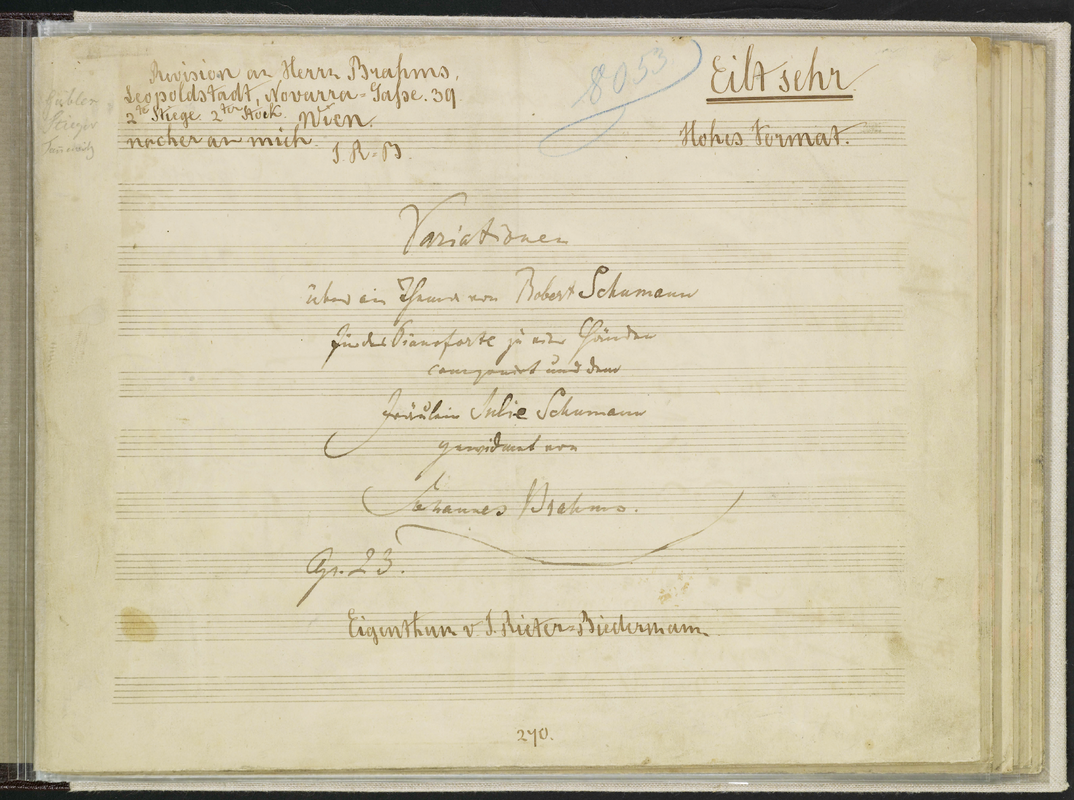 Revision an Herrn Brahms,
Leopoldstadt, Novarra-Gaße. 39
2te Stiege. 2ter Stock. Wien.
nacher an mich.
J. R-B
8053
Eilt sehr.
Hohes Format.
Variationen
über ein Thema von Robert Schumann
für das Pianoforte zu vier Händen
componirt und dem
Fräulein Julie Schumann
gewidmet von
Johannes Brahms.
Op. 23.
Eigenthum v. J. Rieter-Biedermann.
270.